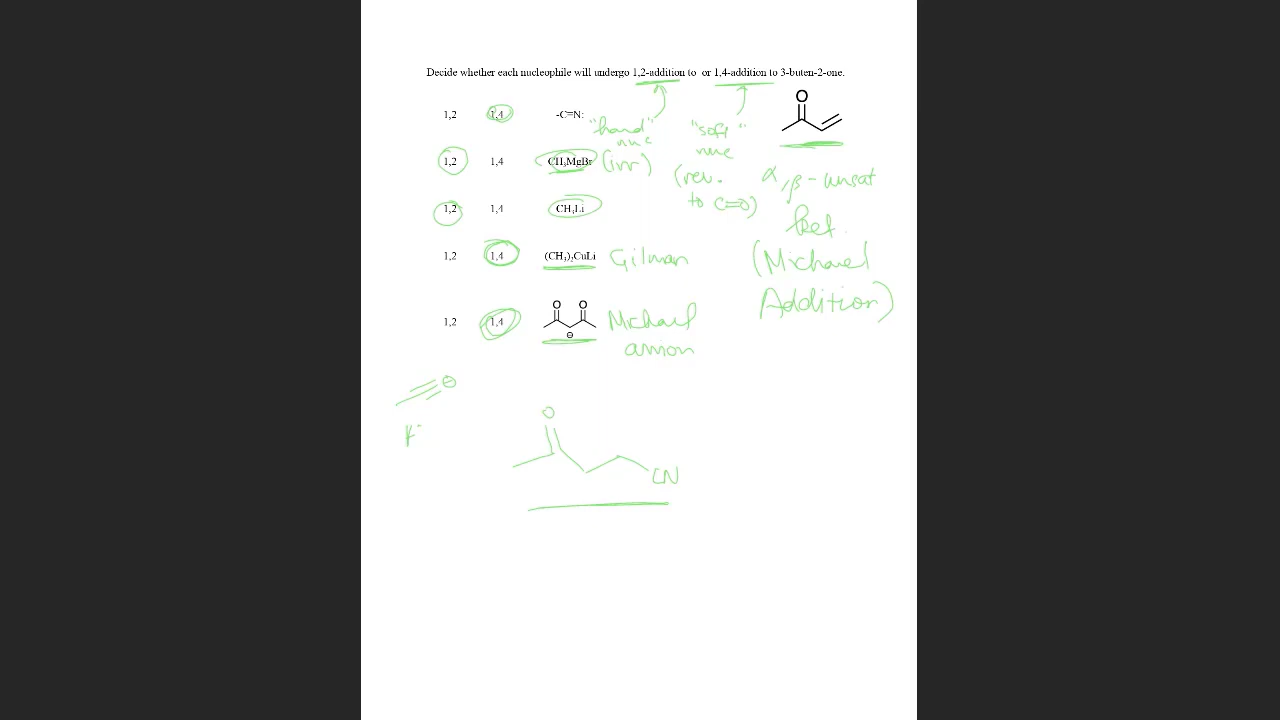 Decide whether each nucleophile will undergo 1,2-addition to or 1,4-addition to 3-buten-2-one.
O
1,2 1,4 -C≡N:
"hard" nuc
(irr)
"soft" nuc
(rev. to C=O)
1,2 1,4 CH₃MgBr
α,β-unsat
ket.
(Michael
Addition)
1,2 1,4 CH₃Li
1,2 1,4 (CH₃)₂CuLi Gilman
O O
1,2 1,4 ⊖ Michael
anion
⊖
O
CN